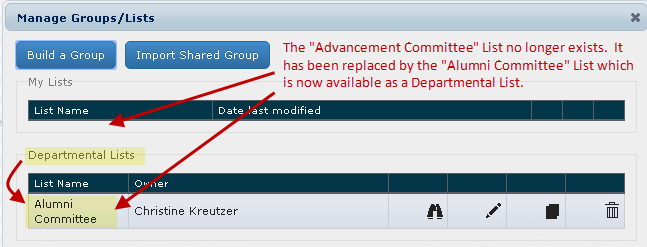 Manage Groups/Lists
Build a Group
Import Shared Group
The "Advancement Committee" List no longer exists. It
has been replaced by the "Alumni Committee" List which
is now available as a Departmental List.
My Lists
List Name Date last modified
Departmental Lists
List Name Owner
Alumni
Committee
Christine Kreutzer